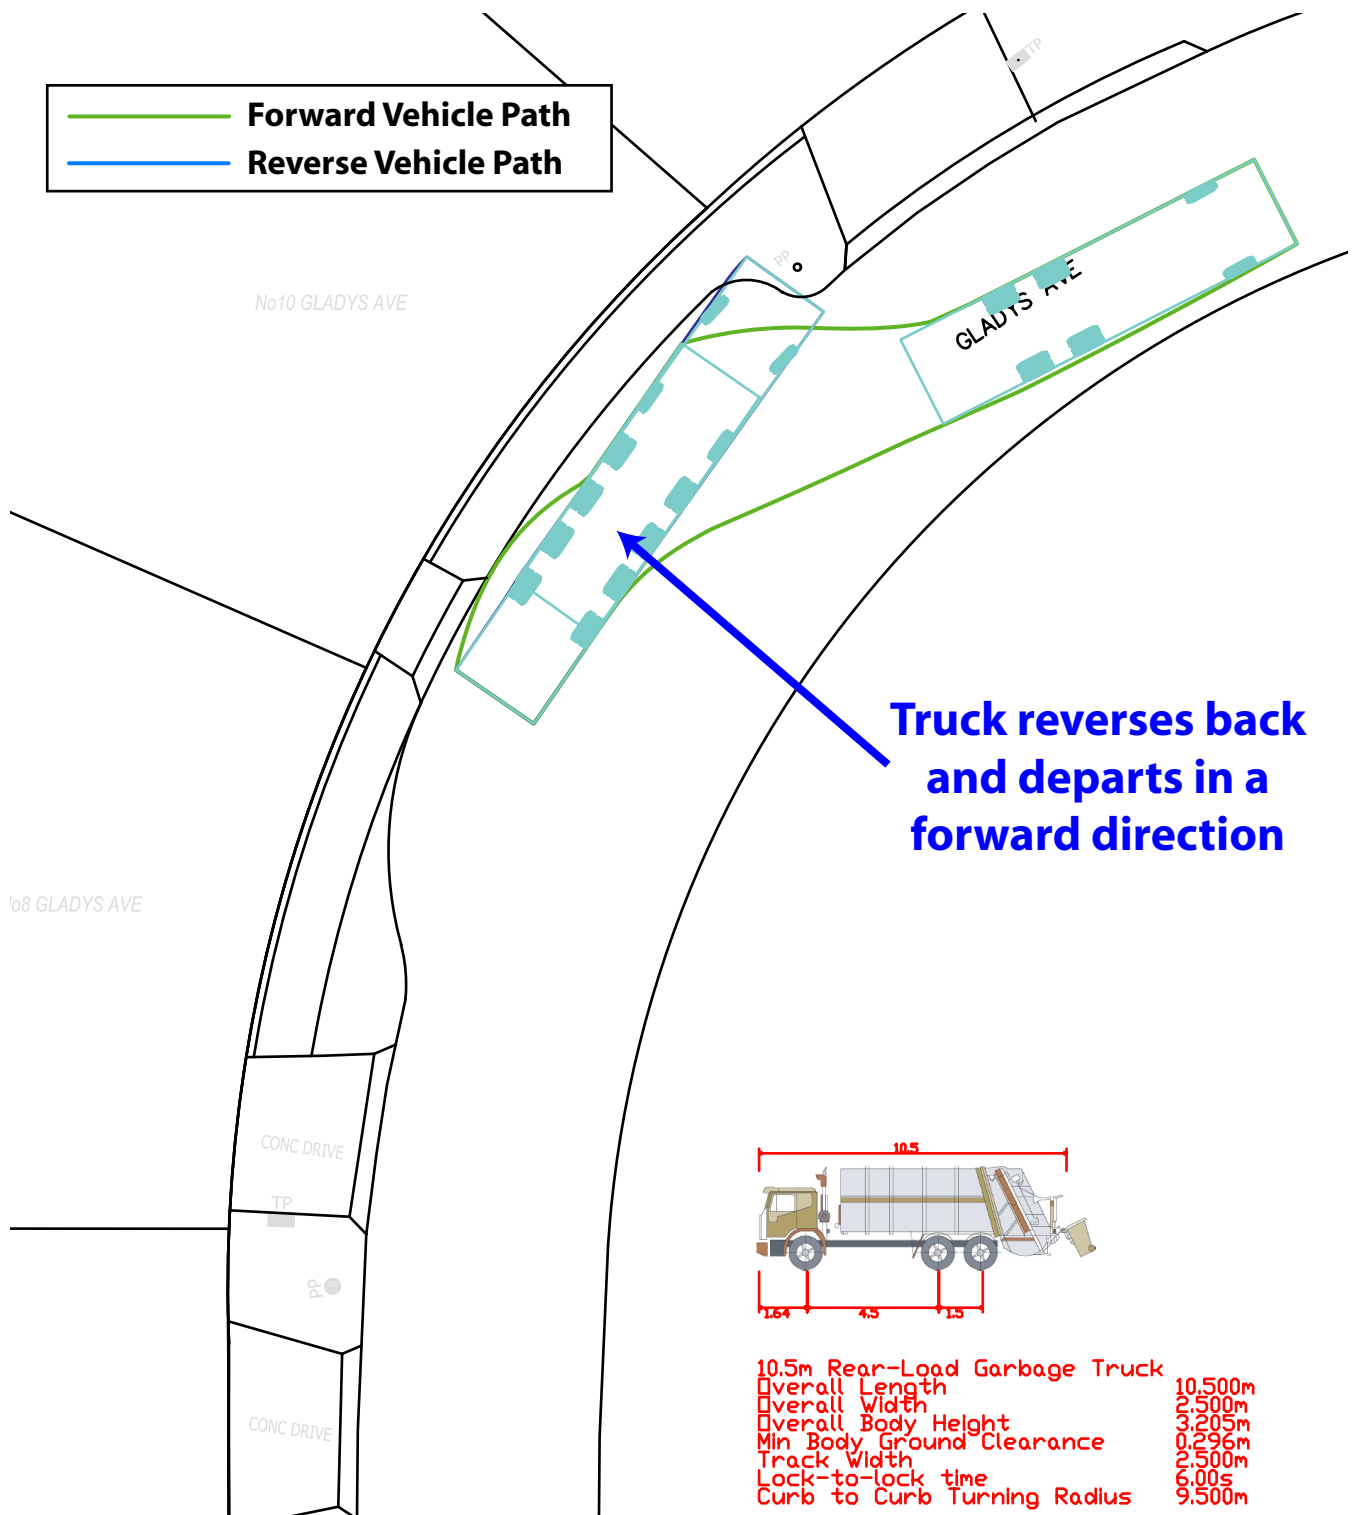 TP
Forward Vehicle Path
Reverse Vehicle Path
PP
No10 GLADYS AVE
GLADYS AVE
Truck reverses back
and departs in a
forward direction
o8 GLADYS AVE
CONC DRIVE
TP
PP
CONC DRIVE
10.5
1.64 4.5 1.5
10.5m Rear-Load Garbage Truck
Overall Length 10.500m
Overall Width 2.500m
Overall Body Height 3.205m
Min Body Ground Clearance 0.296m
Track Width 2.500m
Lock-to-lock time 6.00s
Curb to Curb Turning Radius 9.500m